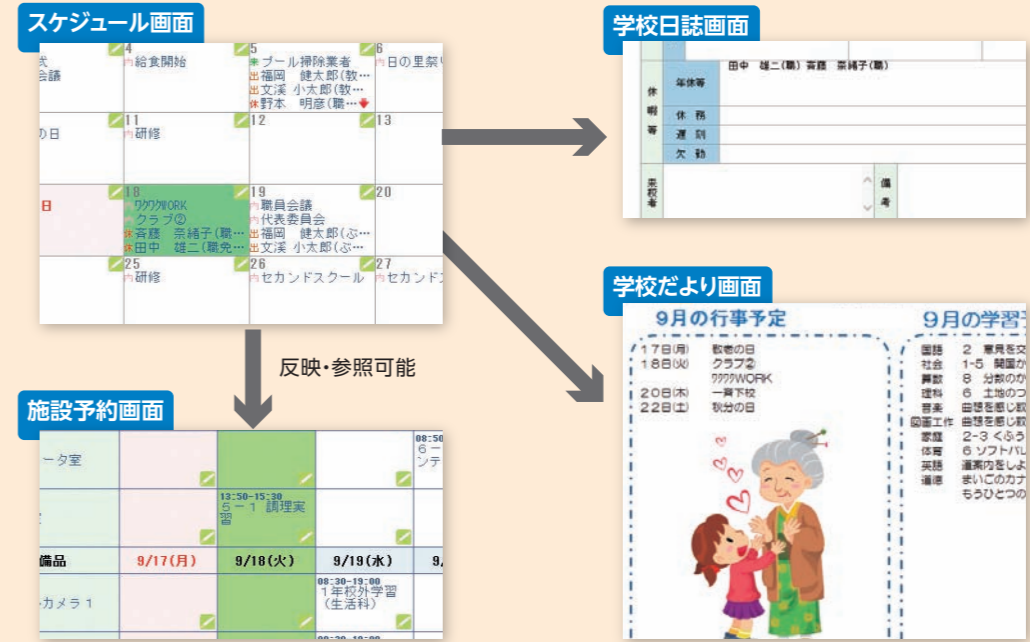 スケジュール画面
4
内給食開始
5
来プール掃除業者
出福岡 健太郎(教…
出文渓 小太郎(教…
休野本 明彦(職…
6
内日の里祭り
式
会議
の日
11
内研修
12
13
日
18
内ワクワクWORK
内クラブ②
休斉藤 奈緒子(職…
休田中 雄二(職免…
19
内職員会議
内代表委員会
出福岡 健太郎(ぶ…
出文渓 小太郎(ぶ…
20
25
内研修
26
内セカンドスクール
27
内セカンド
反映・参照可能
学校日誌画面
休暇等
年休等
田中 雄二(職) 斉藤 奈緒子(職)
休務
遅刻
欠勤
来校者
備考
施設予約画面
ータ室
08:50
6ー
ンテ
13:50-15:30
6－1 調理実
習
備品
9/17(月)
9/18(火)
9/19(水)
9/
カメラ1
08:30-19:00
1年校外学習
(生活科)
学校だより画面
9月の行事予定
17日(月) 敬老の日
18日(火) クラブ②
ワクワクWORK
20日(木) 一斉下校
22日(土) 秋分の日
9月の学習
国語 2 意見を交
社会 1-5 開国か
算数 8 分数のか
理科 6 土地のつ
音楽 曲想を感じ取
図画工作 曲想を感じ取
家庭 2-3 くふう
体育 6 ソフトバレ
英語 道案内をしよ
道徳 まいごのカナ
もうひとつの